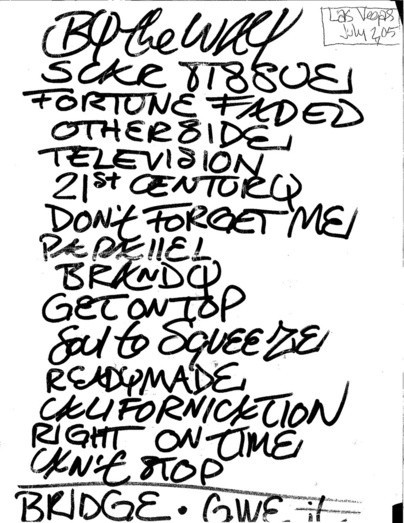 Las Vegas
July 2, 05
BY the WAY
SCAR TISSUE
FORTUNE FADED
OTHERSIDE
TELEVISION
21st CENTURY
DON't FORGET ME
PARALLEL
BRANDY
GET ON TOP
Soul to SQUEEZE
READYMADE
CALIFORNICATION
RIGHT ON TIME
CAN't STOP
BRIDGE • GIVE it